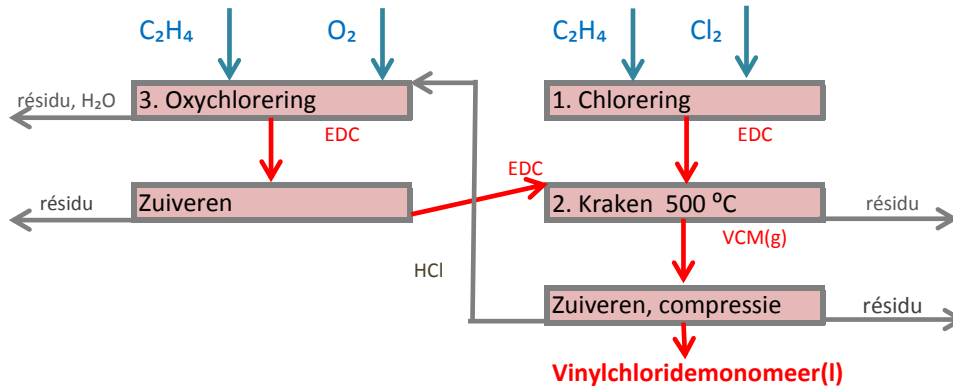 C₂H₄ O₂ C₂H₄ Cl₂
résidu, H₂O 3. Oxychlorering 1. Chlorering
EDC EDC
EDC
résidu Zuiveren 2. Kraken 500 ⁰C résidu
VCM(g)
HCl
Zuiveren, compressie résidu
Vinylchloridemonomeer(l)